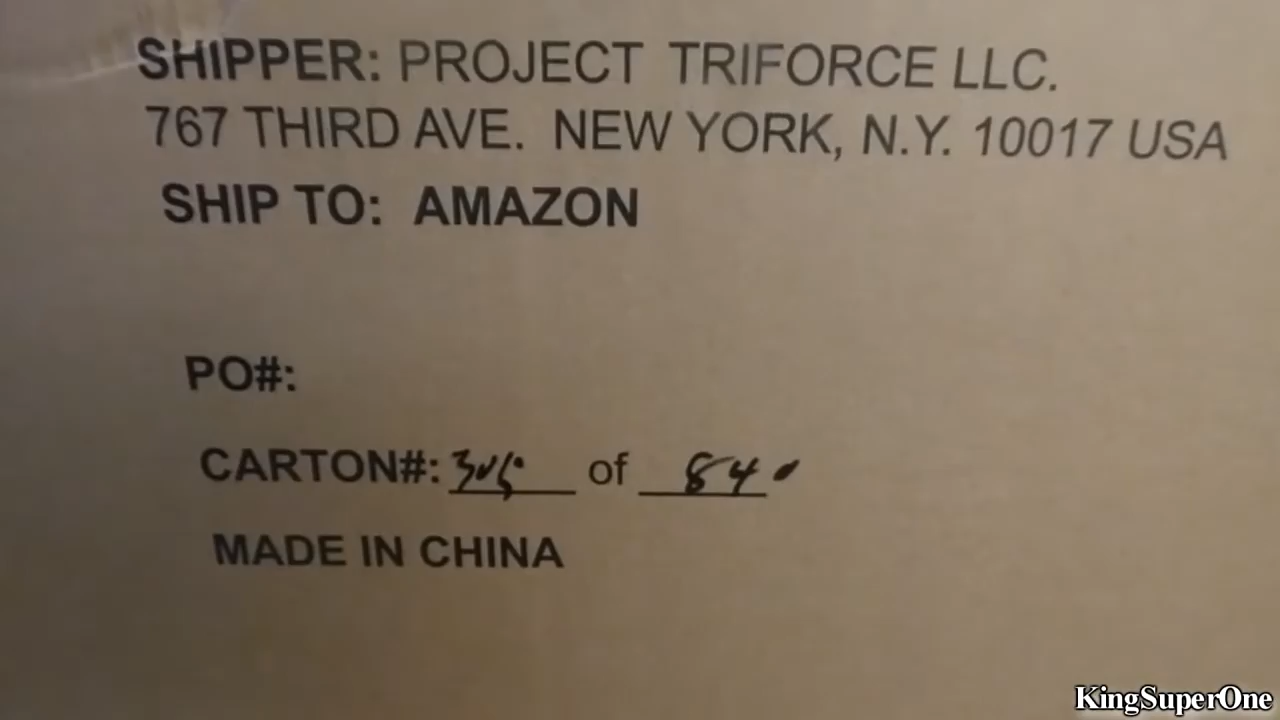 SHIPPER: PROJECT TRIFORCE LLC.
767 THIRD AVE. NEW YORK, N.Y. 10017 USA
SHIP TO: AMAZON
PO#:
CARTON#: of
MADE IN CHINA
KingSuperOne